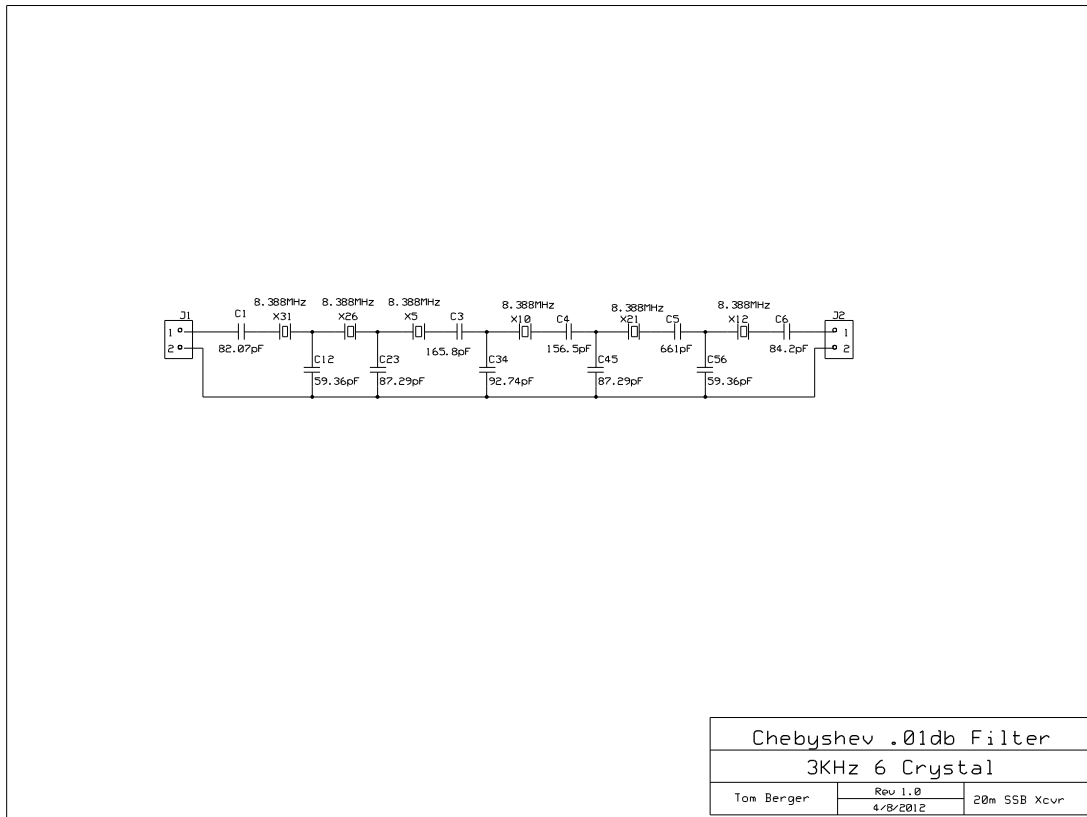 8.388MHz 8.388MHz 8.388MHz 8.388MHz 8.388MHz 8.388MHz
J1 C1 X31 X26 X5 C3 X10 C4 X21 C5 X12 C6 J2
1 1
2 2
82.07pF 165.8pF 156.5pF 661pF 84.2pF
C12 C23 C34 C45 C56
59.36pF 87.29pF 92.74pF 87.29pF 59.36pF
Chebyshev .01db Filter
3KHz 6 Crystal
Tom Berger
Rev 1.0
4/8/2012
20m SSB Xcvr